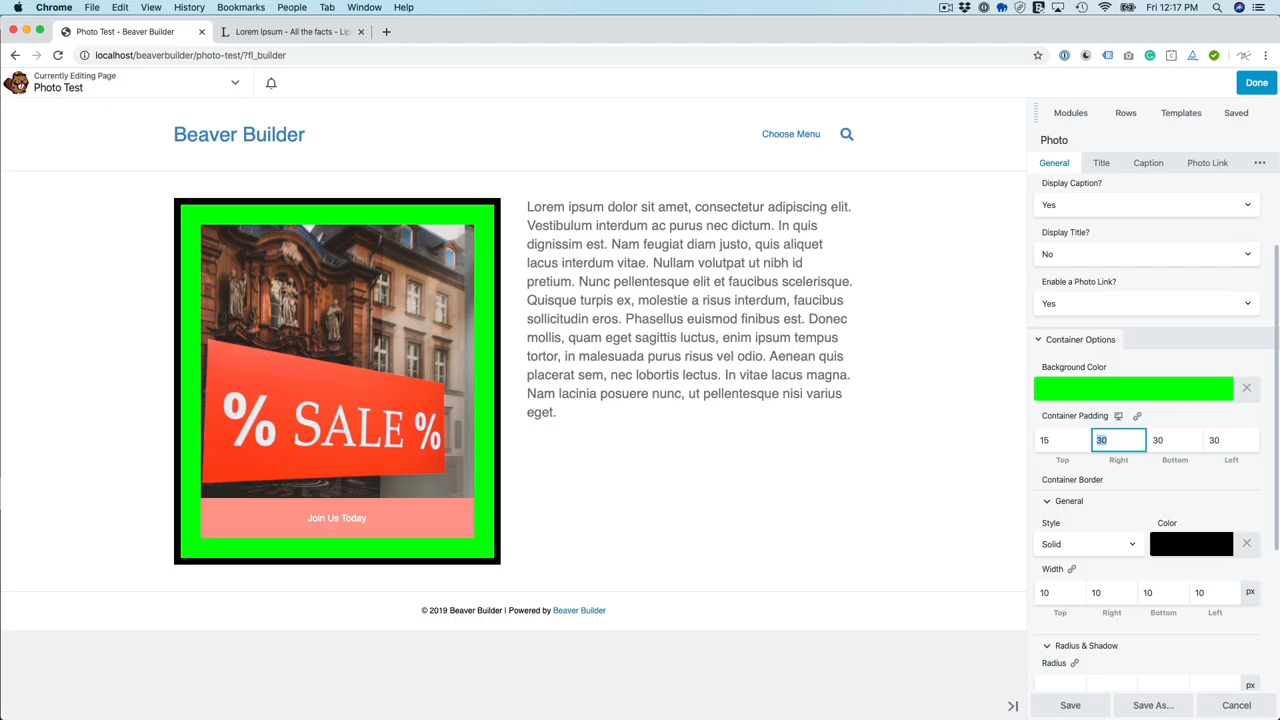 Chrome File Edit View History Bookmarks People Tab Window Help
Fri 12:17 PM
Photo Test - Beaver Builder
Lorem Ipsum - All the facts - Lip
localhost/beaverbuilder/photo-test/?fl_builder
Currently Editing Page
Photo Test
Done
Modules Rows Templates Saved
Photo
General Title Caption Photo Link
Beaver Builder
Choose Menu
Lorem ipsum dolor sit amet, consectetur adipiscing elit.
Vestibulum interdum ac purus nec dictum. In quis
dignissim est. Nam feugiat diam justo, quis aliquet
lacus interdum vitae. Nullam volutpat ut nibh id
pretium. Nunc pellentesque elit et faucibus scelerisque.
Quisque turpis ex, molestie a risus interdum, faucibus
sollicitudin eros. Phasellus euismod finibus est. Donec
mollis, quam eget sagittis luctus, enim ipsum tempus
tortor, in malesuada purus risus vel odio. Aenean quis
placerat sem, nec lobortis lectus. In vitae lacus magna.
Nam lacinia posuere nunc, ut pellentesque nisi varius
eget.
% SALE %
Join Us Today
© 2019 Beaver Builder | Powered by Beaver Builder
Display Caption?
Yes
Display Title?
No
Enable a Photo Link?
Yes
Container Options
Background Color
Container Padding
15 30 30 30
Top Right Bottom Left
Container Border
General
Style Color
Solid
Width
10 10 10 10 px
Top Right Bottom Left
Radius & Shadow
Radius
px
Save Save As... Cancel